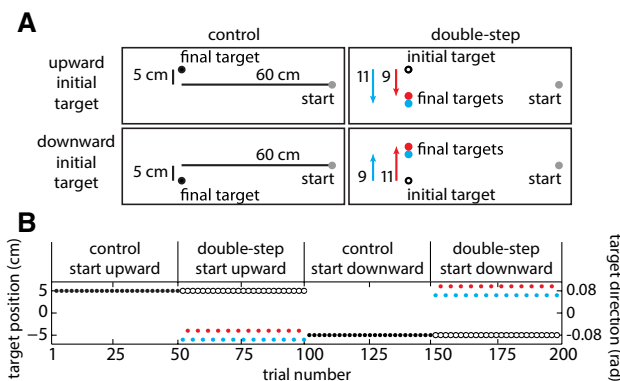 A
control
double-step
upward
initial
target
final target
5 cm
60 cm
start
initial target
11
9
final targets
start
downward
initial
target
60 cm
5 cm
start
final target
final targets
9
11
start
initial target
B
control
start upward
double-step
start upward
control
start downward
double-step
start downward
target position (cm)
5
0
−5
0.08
0
-0.08
target direction (rad)
1
25
50
75
100
125
150
175
200
trial number